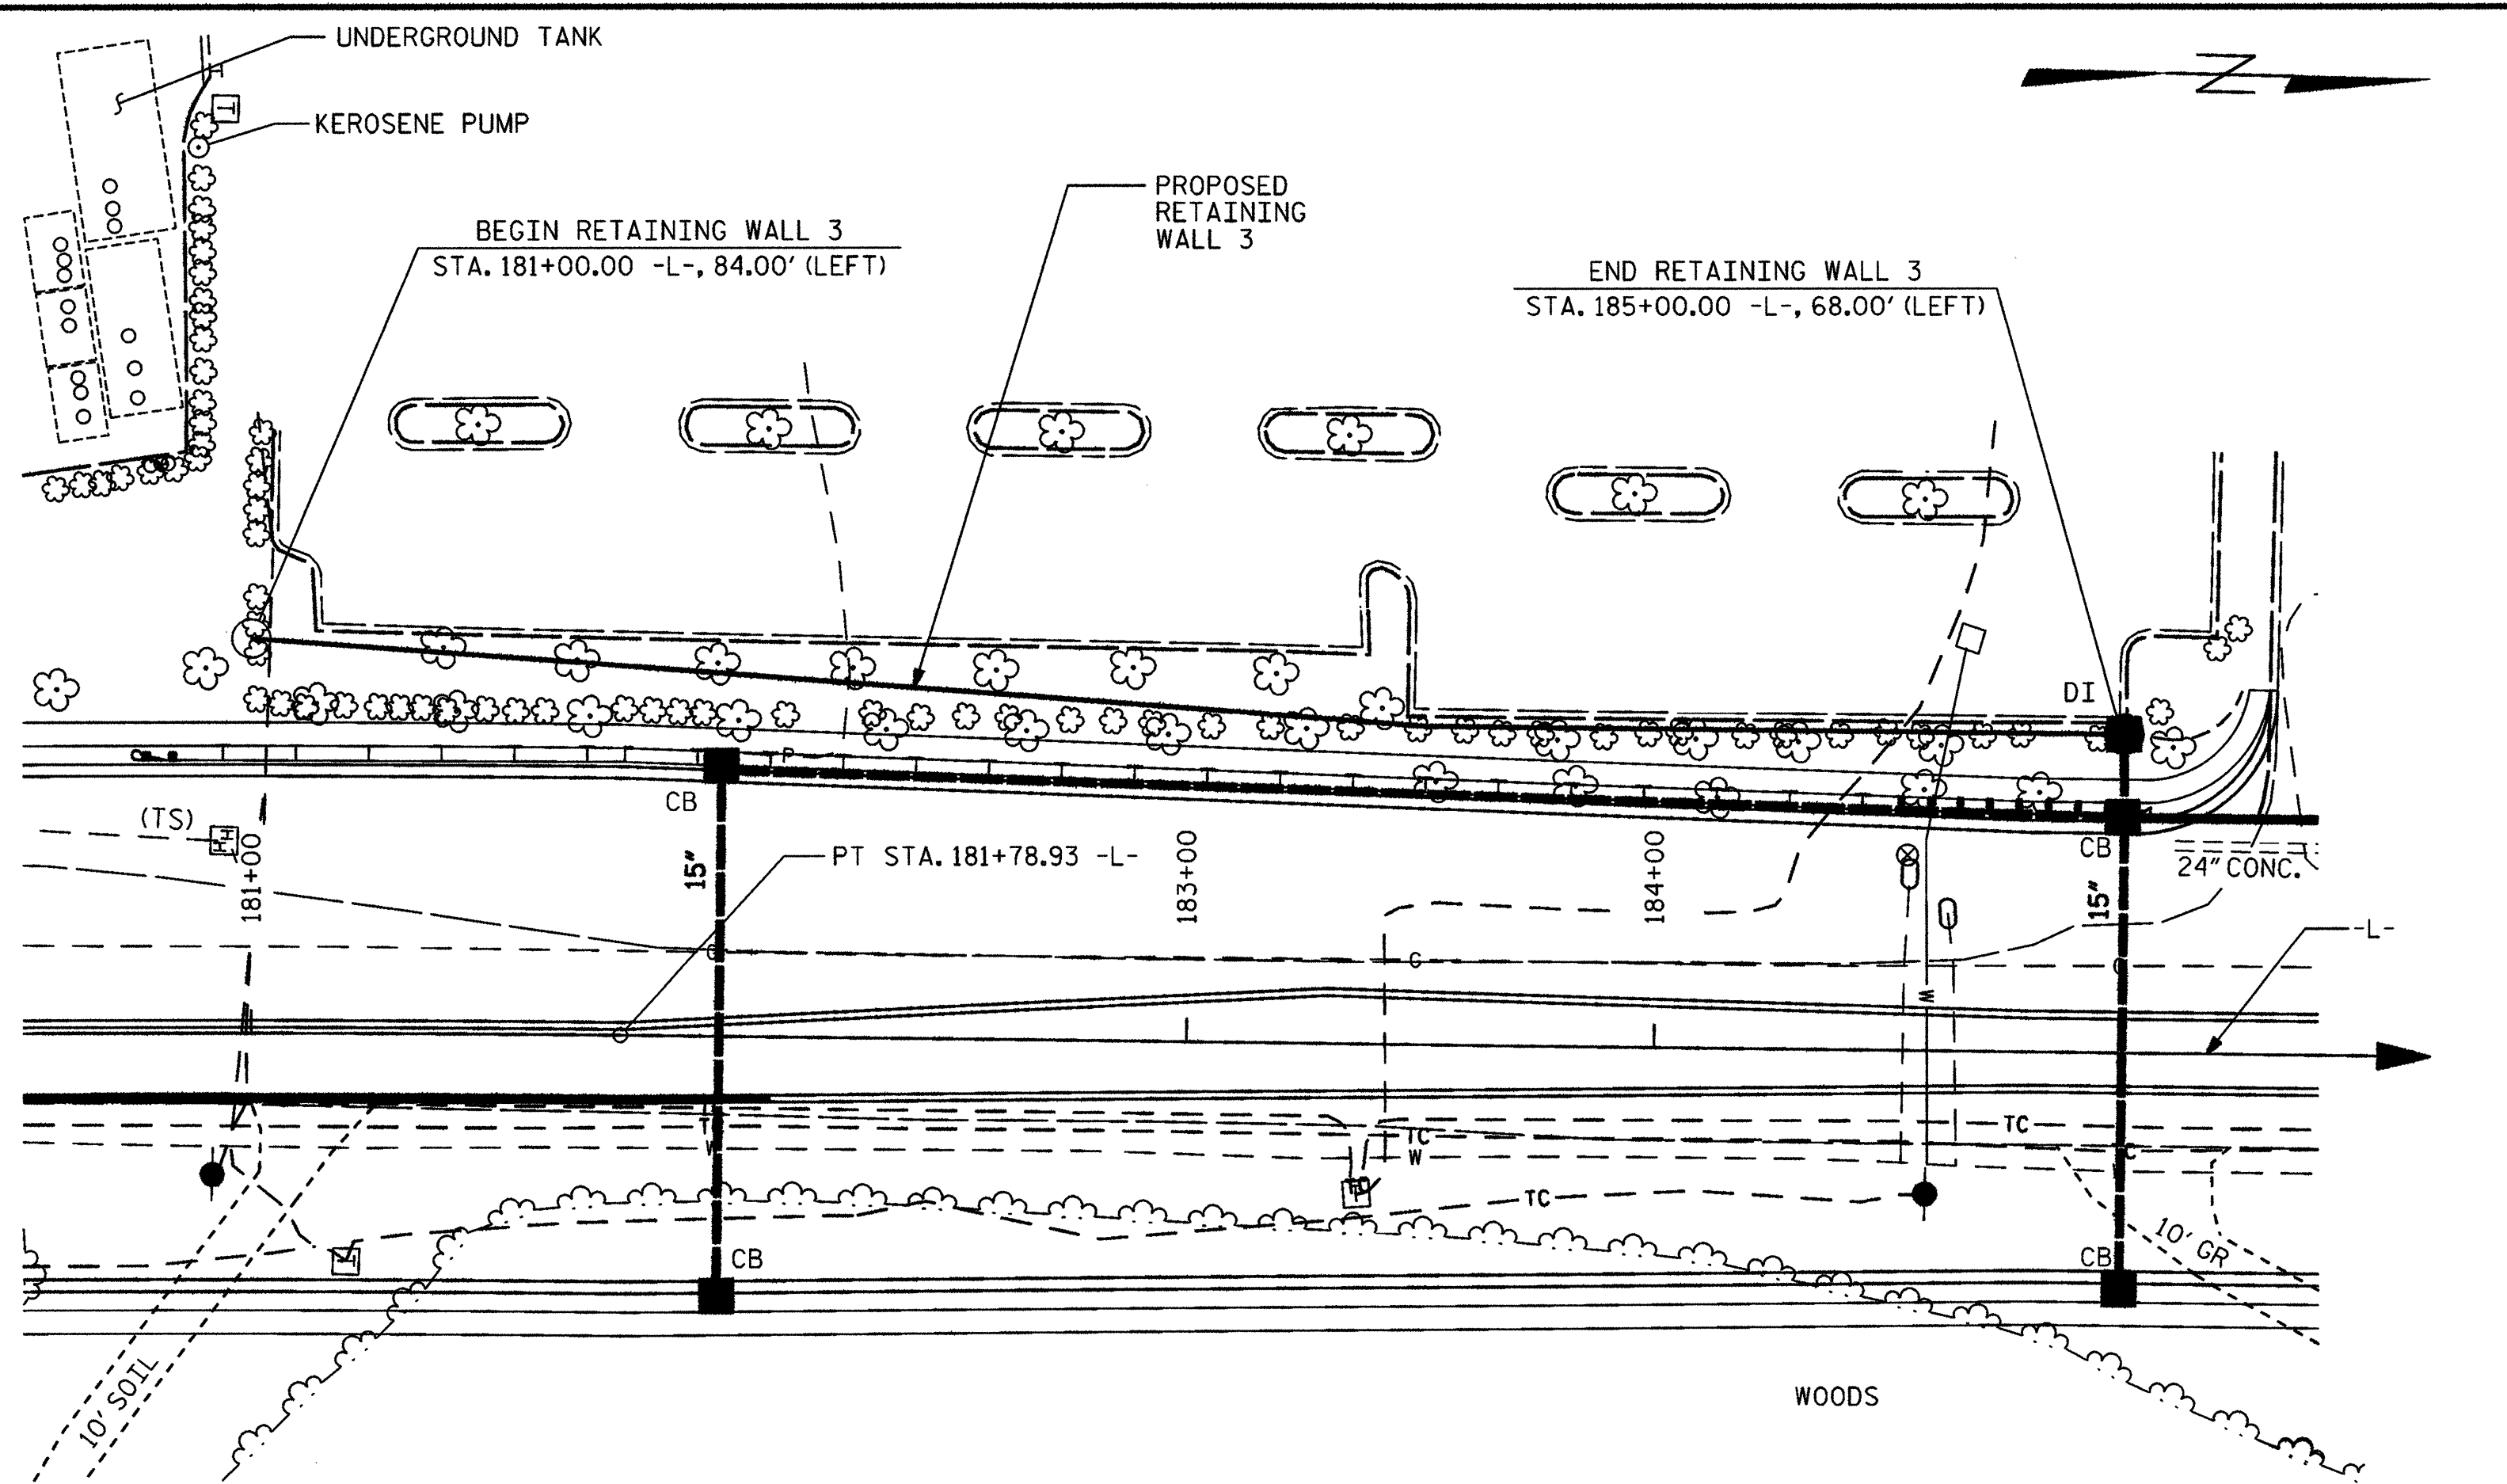 UNDERGROUND TANK
N
T
KEROSENE PUMP
PROPOSED
RETAINING
WALL 3
BEGIN RETAINING WALL 3
STA. 181+00.00 -L-, 84.00' (LEFT)
END RETAINING WALL 3
STA. 185+00.00 -L-, 68.00' (LEFT)
DI
P
CB
(TS)
HH
181+00
15"
PT STA. 181+78.93 -L-
183+00
184+00
CB
24" CONC.
15"
-L-
G
G
G
W
T
TC
TC
W
W
C
TC
T
10' GR
CB
CB
10' SOIL
WOODS